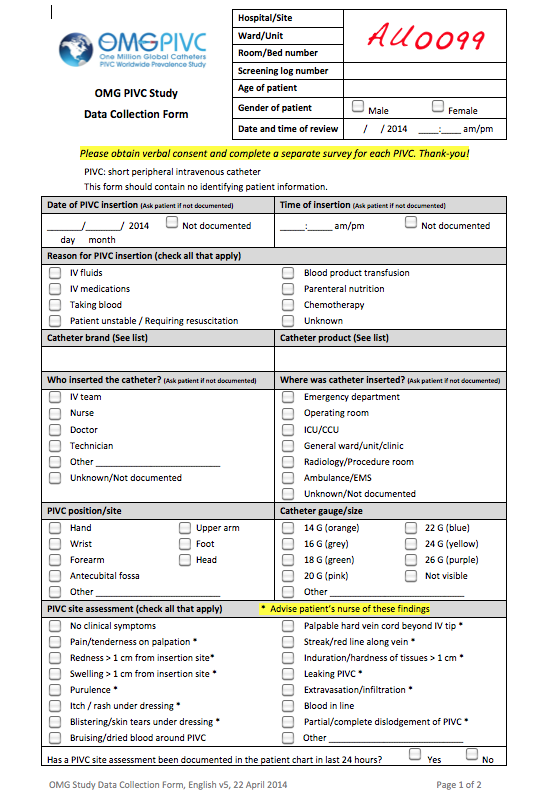 OMGPIVC
One Million Global Catheters
PIVC Worldwide Prevalence Study
OMG PIVC Study
Data Collection Form
Hospital/Site
Ward/Unit
Room/Bed number
AU0099
Screening log number
Age of patient
Gender of patient Male Female
Date and time of review / / 2014 ____:____ am/pm
Please obtain verbal consent and complete a separate survey for each PIVC. Thank-you!
PIVC: short peripheral intravenous catheter
This form should contain no identifying patient information.
Date of PIVC insertion (Ask patient if not documented) Time of insertion (Ask patient if not documented)
_______/_______/ 2014 Not documented _____:_____ am/pm Not documented
day month
Reason for PIVC insertion (check all that apply)
IV fluids Blood product transfusion
IV medications Parenteral nutrition
Taking blood Chemotherapy
Patient unstable / Requiring resuscitation Unknown
Catheter brand (See list) Catheter product (See list)
Who inserted the catheter? (Ask patient if not documented) Where was catheter inserted? (Ask patient if not documented)
IV team Emergency department
Nurse Operating room
Doctor ICU/CCU
Technician General ward/unit/clinic
Other _________________________ Radiology/Procedure room
Unknown/Not documented Ambulance/EMS
Unknown/Not documented
PIVC position/site Catheter gauge/size
Hand Upper arm 14 G (orange) 22 G (blue)
Wrist Foot 16 G (grey) 24 G (yellow)
Forearm Head 18 G (green) 26 G (purple)
Antecubital fossa 20 G (pink) Not visible
Other _________________________ Other _________________________
PIVC site assessment (check all that apply) * Advise patient's nurse of these findings
No clinical symptoms Palpable hard vein cord beyond IV tip *
Pain/tenderness on palpation * Streak/red line along vein *
Redness > 1 cm from insertion site* Induration/hardness of tissues > 1 cm *
Swelling > 1 cm from insertion site * Leaking PIVC *
Purulence * Extravasation/infiltration *
Itch / rash under dressing * Blood in line
Blistering/skin tears under dressing * Partial/complete dislodgement of PIVC *
Bruising/dried blood around PIVC Other _________________________
Has a PIVC site assessment been documented in the patient chart in last 24 hours? Yes No
OMG Study Data Collection Form, English v5, 22 April 2014 Page 1 of 2